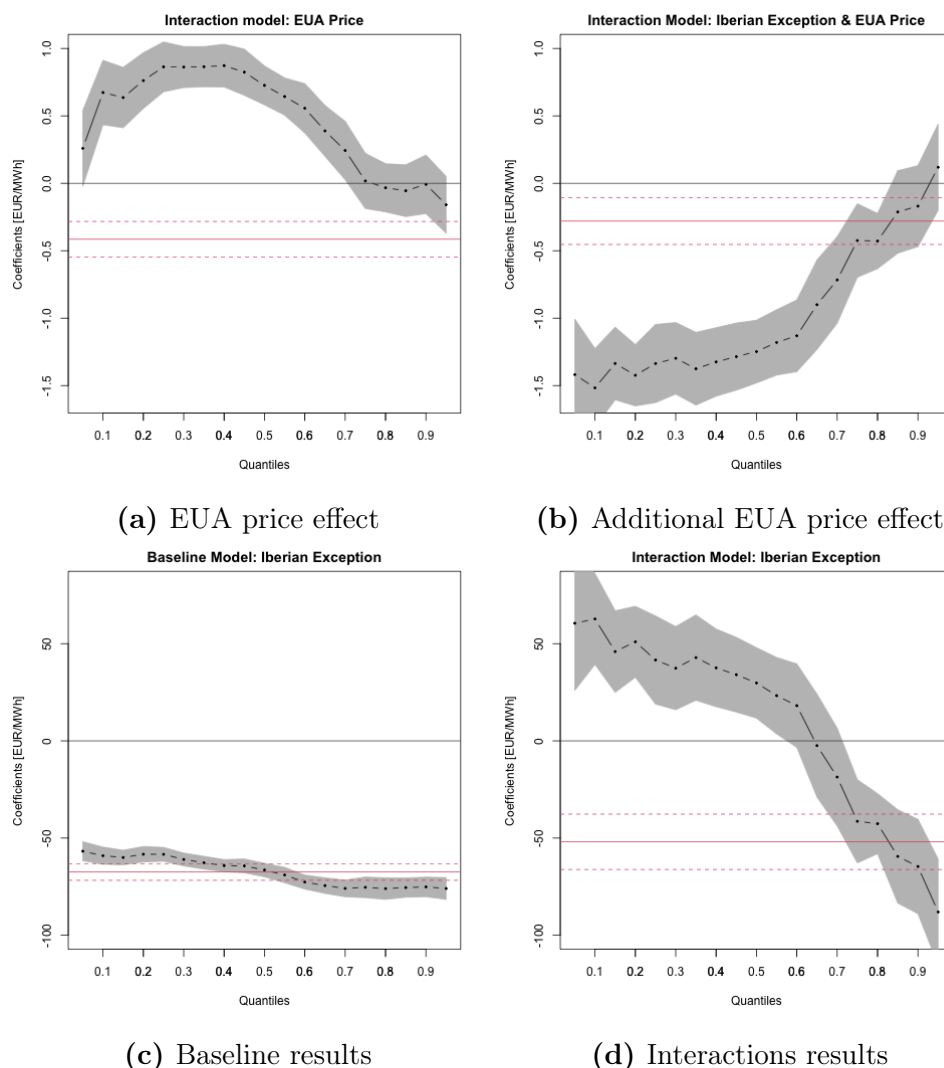 Interaction model: EUA Price
Coefficients [EUR/MWh]
1.0
0.5
0.0
-0.5
-1.0
-1.5
0.1 0.2 0.3 0.4 0.5 0.6 0.7 0.8 0.9
Quantiles
(a) EUA price effect
Interaction Model: Iberian Exception & EUA Price
Coefficients [EUR/MWh]
1.0
0.5
0.0
-0.5
-1.0
-1.5
0.1 0.2 0.3 0.4 0.5 0.6 0.7 0.8 0.9
Quantiles
(b) Additional EUA price effect
Baseline Model: Iberian Exception
Coefficients [EUR/MWh]
50
0
-50
-100
0.1 0.2 0.3 0.4 0.5 0.6 0.7 0.8 0.9
Quantiles
(c) Baseline results
Interaction Model: Iberian Exception
Coefficients [EUR/MWh]
50
0
-50
-100
0.1 0.2 0.3 0.4 0.5 0.6 0.7 0.8 0.9
Quantiles
(d) Interactions results